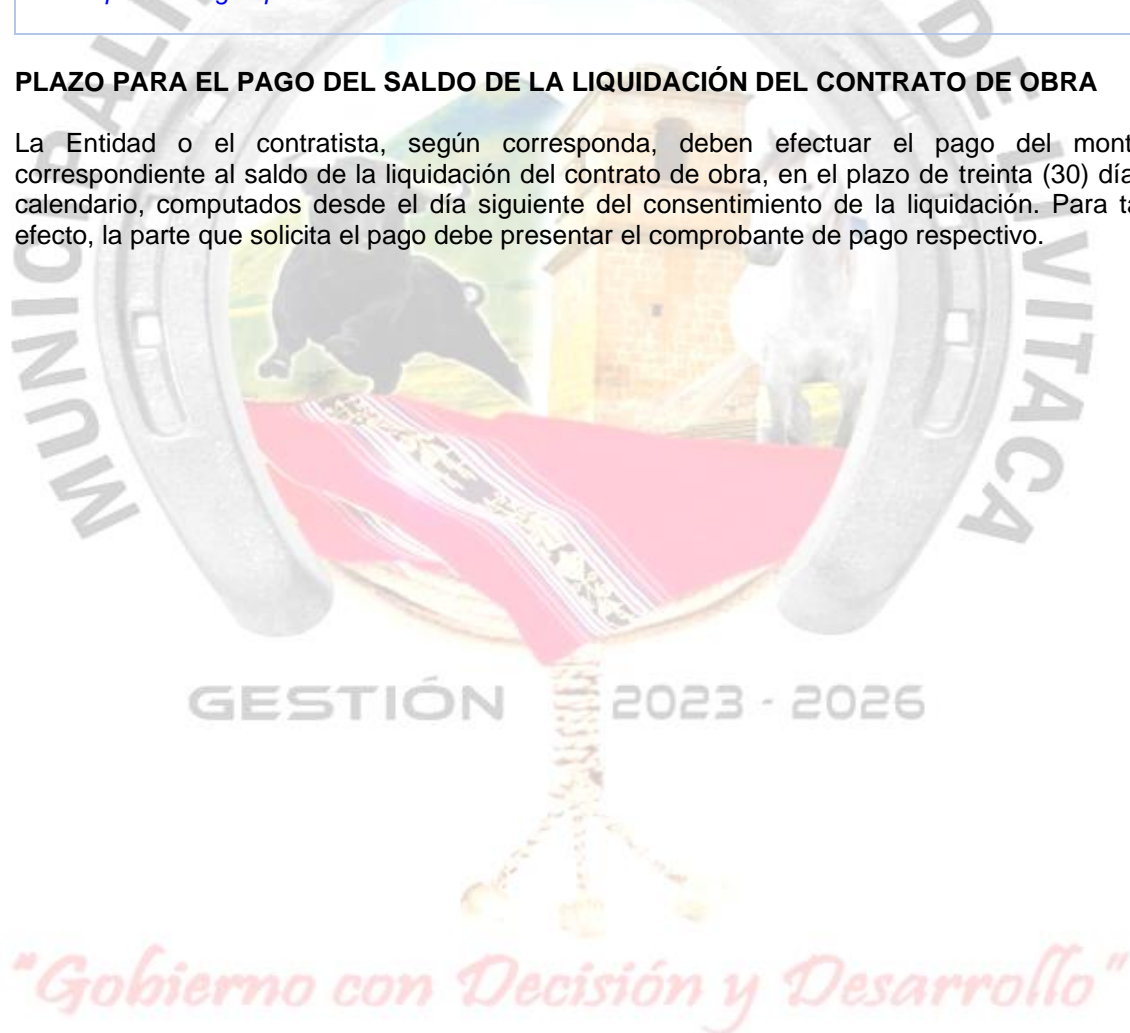 PLAZO PARA EL PAGO DEL SALDO DE LA LIQUIDACIÓN DEL CONTRATO DE OBRA
La Entidad o el contratista, según corresponda, deben efectuar el pago del mont
correspondiente al saldo de la liquidación del contrato de obra, en el plazo de treinta (30) día
calendario, computados desde el día siguiente del consentimiento de la liquidación. Para ta
efecto, la parte que solicita el pago debe presentar el comprobante de pago respectivo.
MUNICIPALI
DE LIVITACA
GESTIÓN 2023 - 2026
"Gobierno con Decisión y Desarrollo"